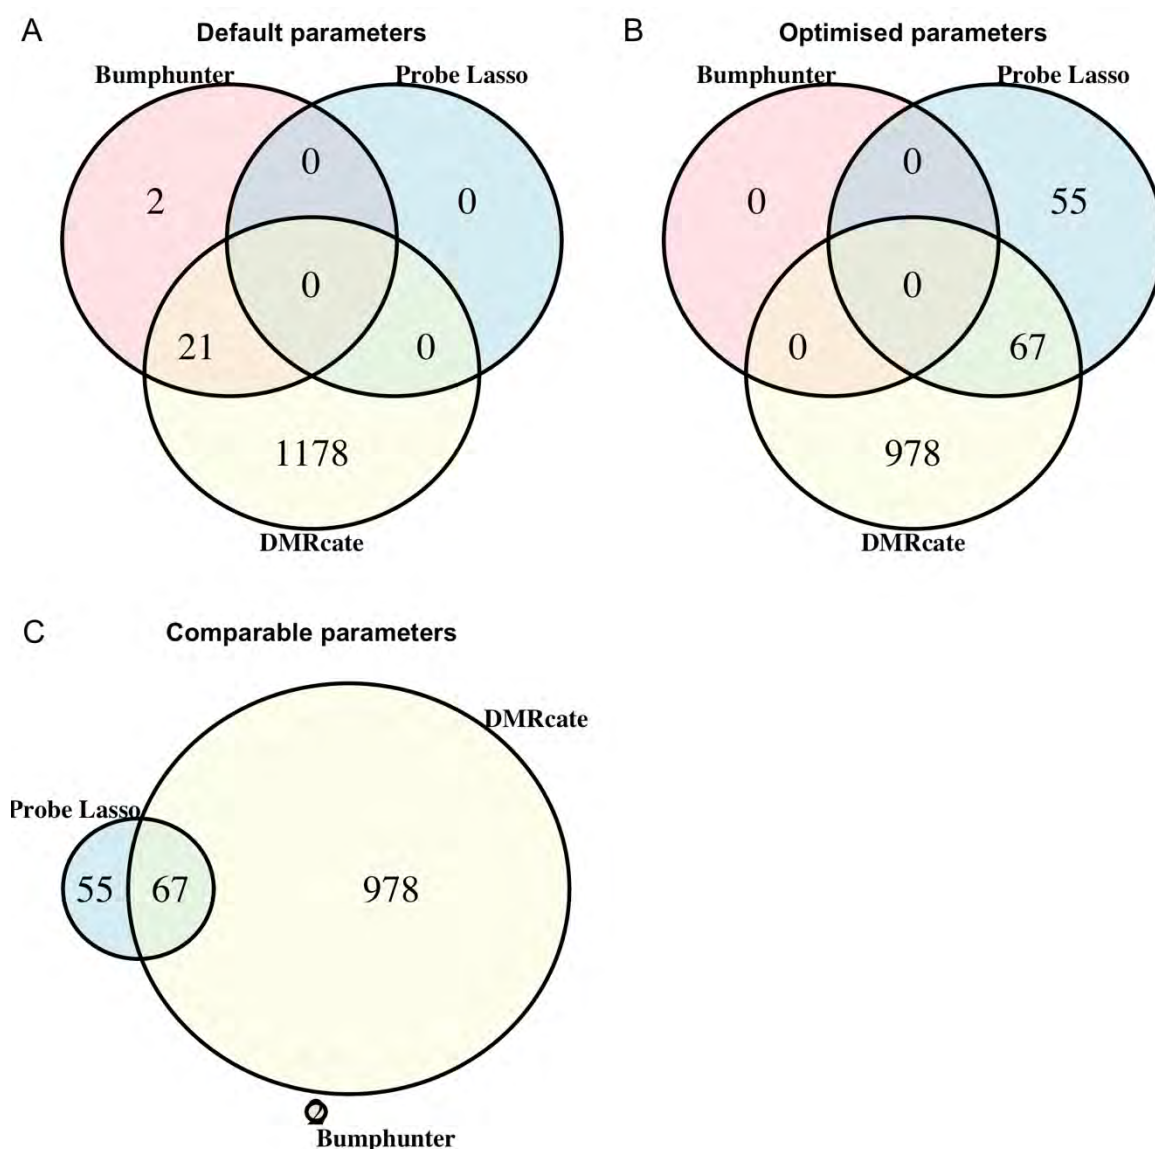 A Default parameters
Bumphunter Probe Lasso
0
2 0
0
21 0
1178
DMRcate
B Optimised parameters
Bumphunter Probe Lasso
0
0 55
0
0 67
978
DMRcate
C Comparable parameters
DMRcate
Probe Lasso
55 67 978
2
Bumphunter